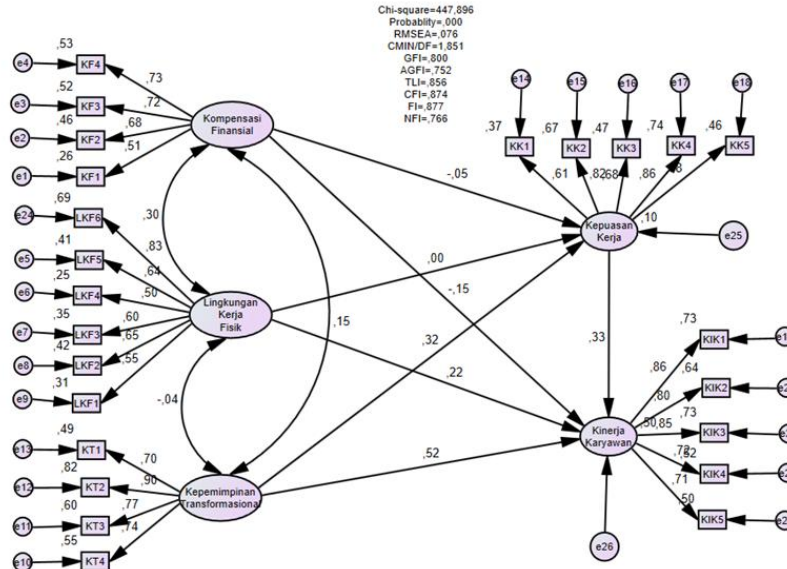 Chi-square=447,896
Probablity=,000
RMSEA=,076
CMIN/DF=1,851
GFI=,800
AGFI=,752
TLI=,856
CFI=,874
FI=,877
NFI=,766
,53
e4
KF4
,73
,52
e3
KF3
,72
,46
e2
KF2
,68
,26
e1
KF1
,51
Kompensasi
Finansial
,69
e24
LKF6
,83
,41
e5
LKF5
,64
,25
e6
LKF4
,50
,35
e7
LKF3
,60
,42
e8
LKF2
,65
,31
e9
LKF1
,55
Lingkungan
Kerja
Fisik
,49
e13
KT1
,70
,82
e12
KT2
,90
,60
e11
KT3
,77
,55
e10
KT4
,74
Kepemimpinan
Transformasional
,30
-,04
,15
-,05
,00
-,15
,32
,22
,52
,33
e14
e15
e16
e17
e18
,37
KK1
,67
KK2
,47
KK3
,74
KK4
,46
KK5
,61
,82
,68
,86
Kepuasan
Kerja
,10
e25
,73
KIK1
,86
,64
KIK2
,80
,73
KIK3
,85
,50
KIK4
,52
KIK5
,71
,50
Kinerja
Karyawan
e26